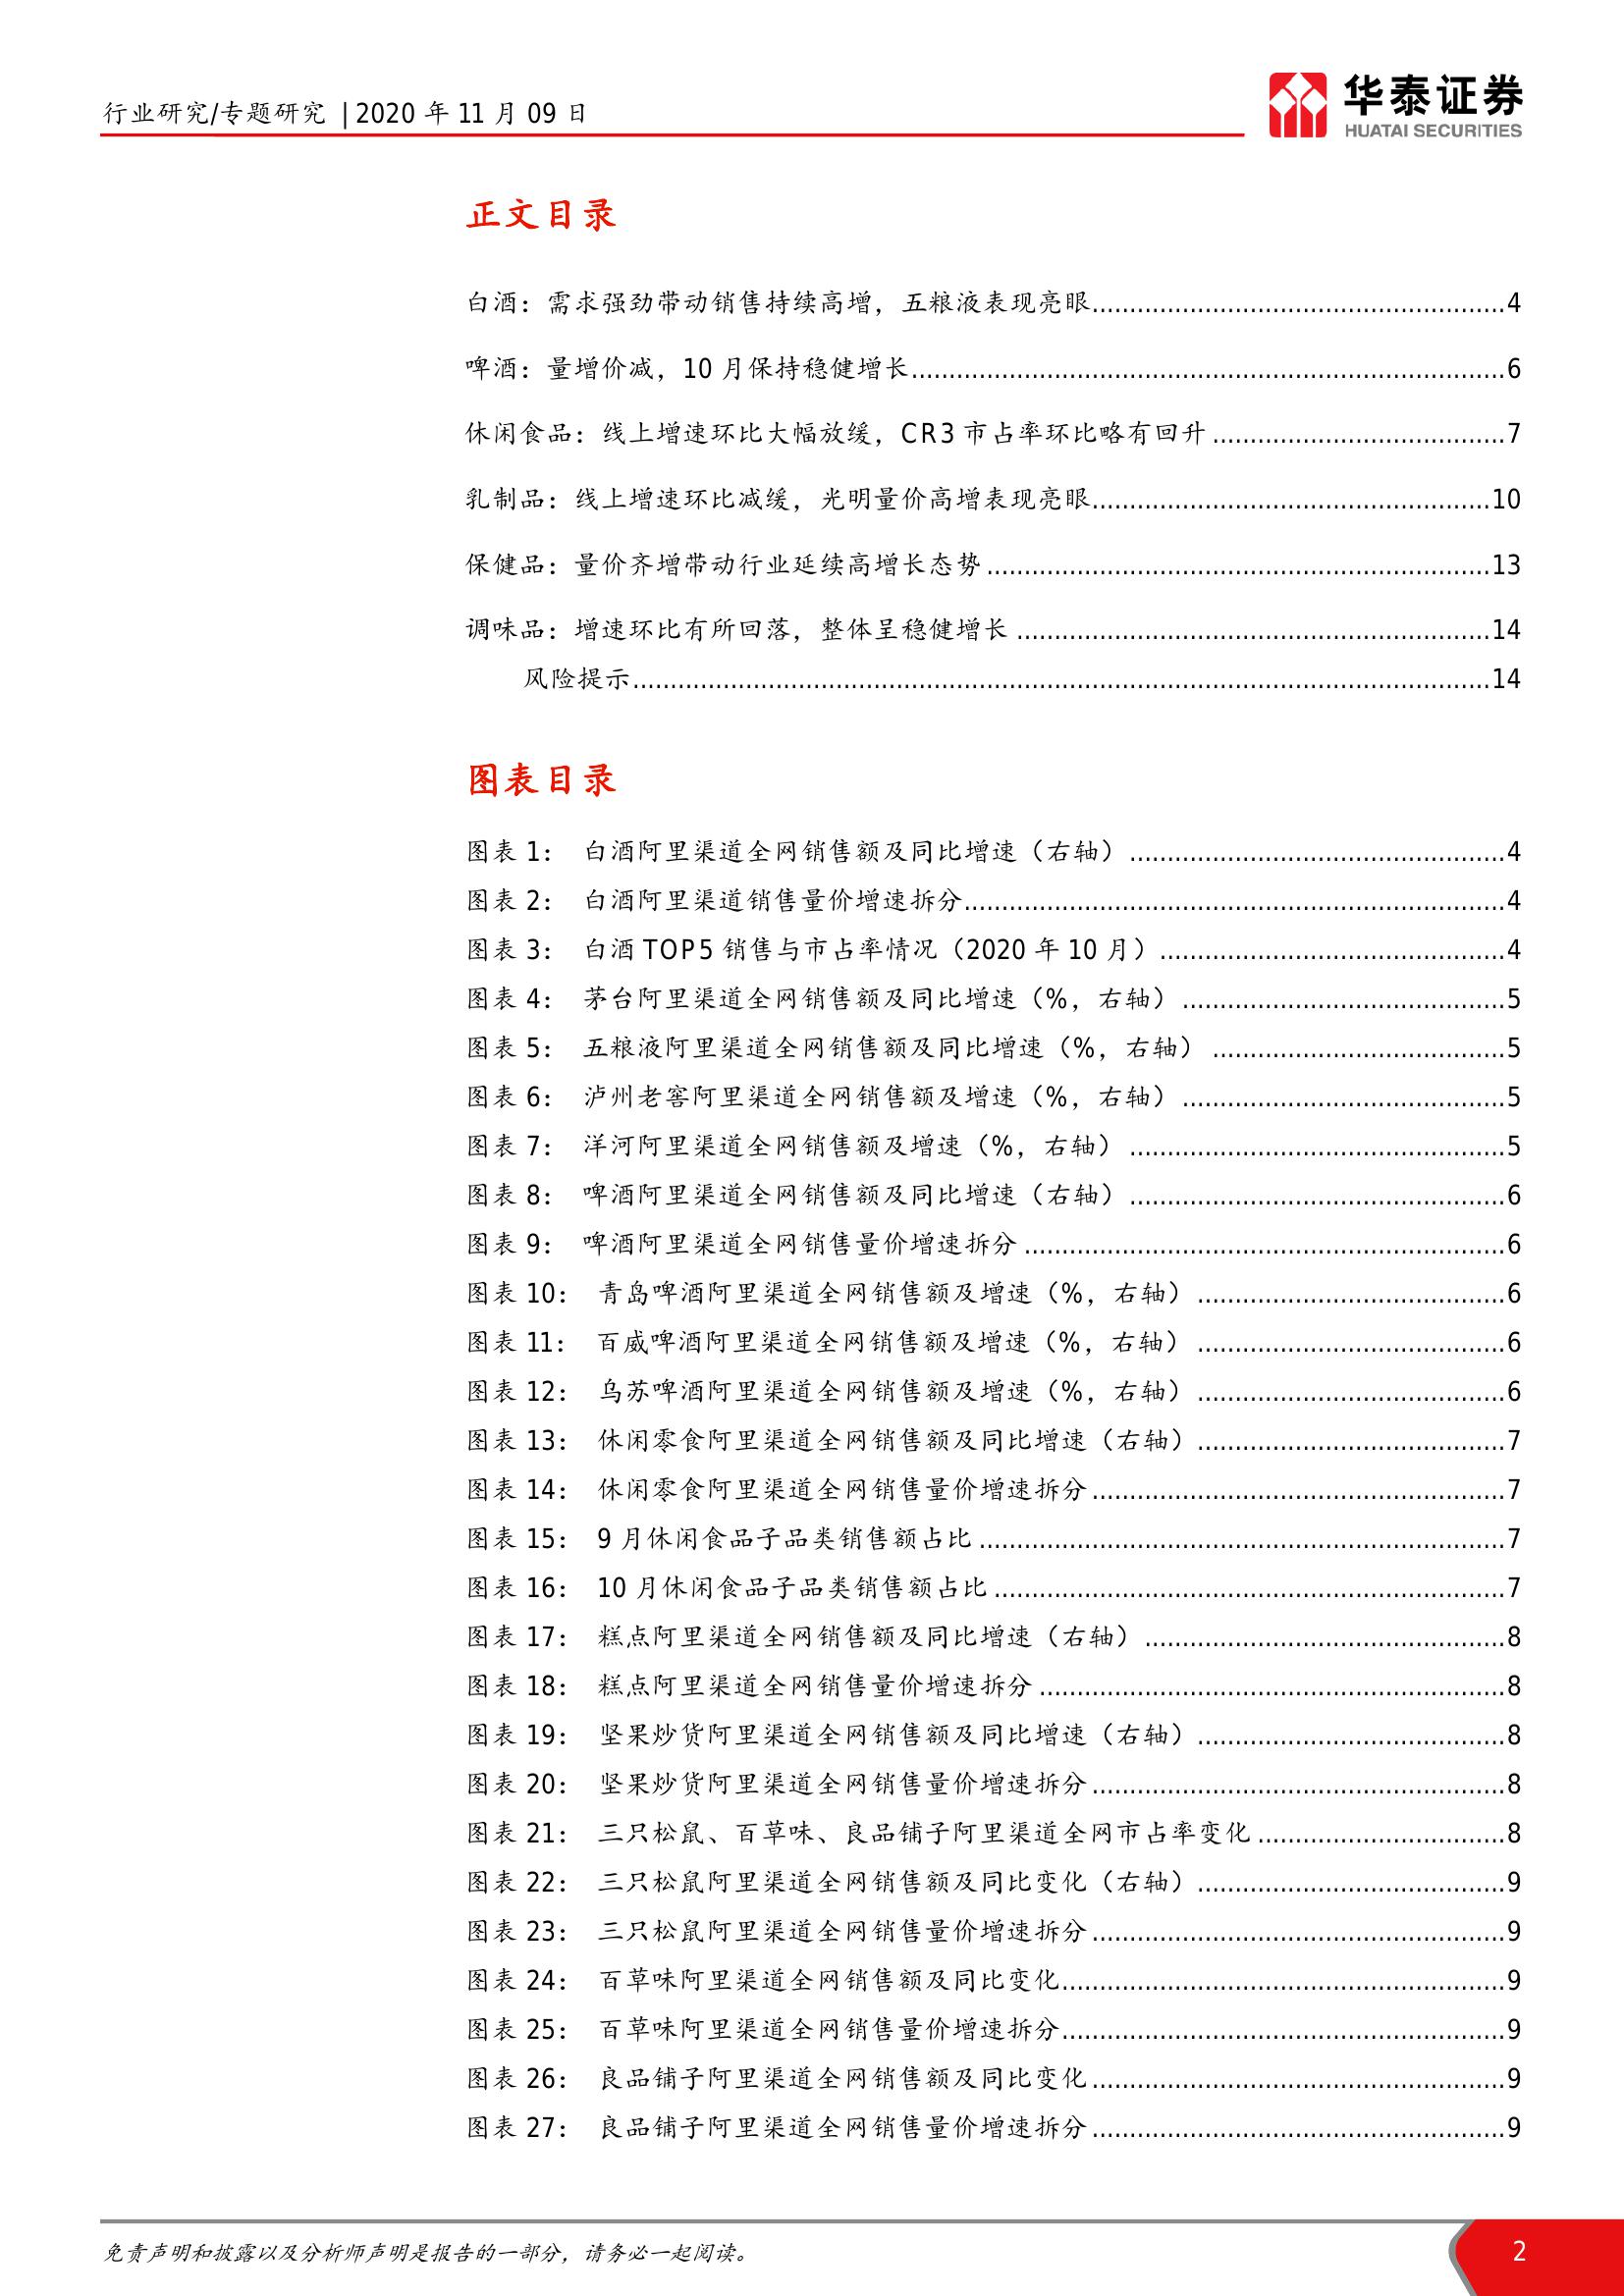 行业研究/专题研究 | 2020 年 11 月 09 日
华泰证券
HUATAI SECURITIES
正文目录
白酒：需求强劲带动销售持续高增，五粮液表现亮眼........................................................4
啤酒：量增价减，10 月保持稳健增长........................................................6
休闲食品：线上增速环比大幅放缓，CR3 市占率环比略有回升........................................7
乳制品：线上增速环比减缓，光明量价高增表现亮眼.....................................................10
保健品：量价齐增带动行业延续高增长态势........................................................13
调味品：增速环比有所回落，整体呈稳健增长........................................................14
风险提示........................................................14
图表目录
图表 1： 白酒阿里渠道全网销售额及同比增速（右轴）..................................................4
图表 2： 白酒阿里渠道销售量价增速拆分..................................................4
图表 3： 白酒 TOP5 销售与市占率情况（2020 年 10 月）..................................................4
图表 4： 茅台阿里渠道全网销售额及同比增速（%，右轴）...........................................5
图表 5： 五粮液阿里渠道全网销售额及同比增速（%，右轴）.........................................5
图表 6： 泸州老窖阿里渠道全网销售额及增速（%，右轴）...........................................5
图表 7： 洋河阿里渠道全网销售额及增速（%，右轴）..................................................5
图表 8： 啤酒阿里渠道全网销售额及同比增速（右轴）..................................................6
图表 9： 啤酒阿里渠道全网销售量价增速拆分..................................................6
图表 10： 青岛啤酒阿里渠道全网销售额及增速（%，右轴）.........................................6
图表 11： 百威啤酒阿里渠道全网销售额及增速（%，右轴）.........................................6
图表 12： 乌苏啤酒阿里渠道全网销售额及增速（%，右轴）.........................................6
图表 13： 休闲零食阿里渠道全网销售额及同比增速（右轴）.........................................7
图表 14： 休闲零食阿里渠道全网销售量价增速拆分..................................................7
图表 15： 9 月休闲食品子品类销售额占比..................................................7
图表 16： 10 月休闲食品子品类销售额占比..................................................7
图表 17： 糕点阿里渠道全网销售额及同比增速（右轴）..................................................8
图表 18： 糕点阿里渠道全网销售量价增速拆分..................................................8
图表 19： 坚果炒货阿里渠道全网销售额及同比增速（右轴）.........................................8
图表 20： 坚果炒货阿里渠道全网销售量价增速拆分..................................................8
图表 21： 三只松鼠、百草味、良品铺子阿里渠道全网市占率变化...................................8
图表 22： 三只松鼠阿里渠道全网销售额及同比变化（右轴）.........................................9
图表 23： 三只松鼠阿里渠道全网销售量价增速拆分..................................................9
图表 24： 百草味阿里渠道全网销售额及同比变化..................................................9
图表 25： 百草味阿里渠道全网销售量价增速拆分..................................................9
图表 26： 良品铺子阿里渠道全网销售额及同比变化..................................................9
图表 27： 良品铺子阿里渠道全网销售量价增速拆分..................................................9
免责声明和披露以及分析师声明是报告的一部分，请务必一起阅读。
2